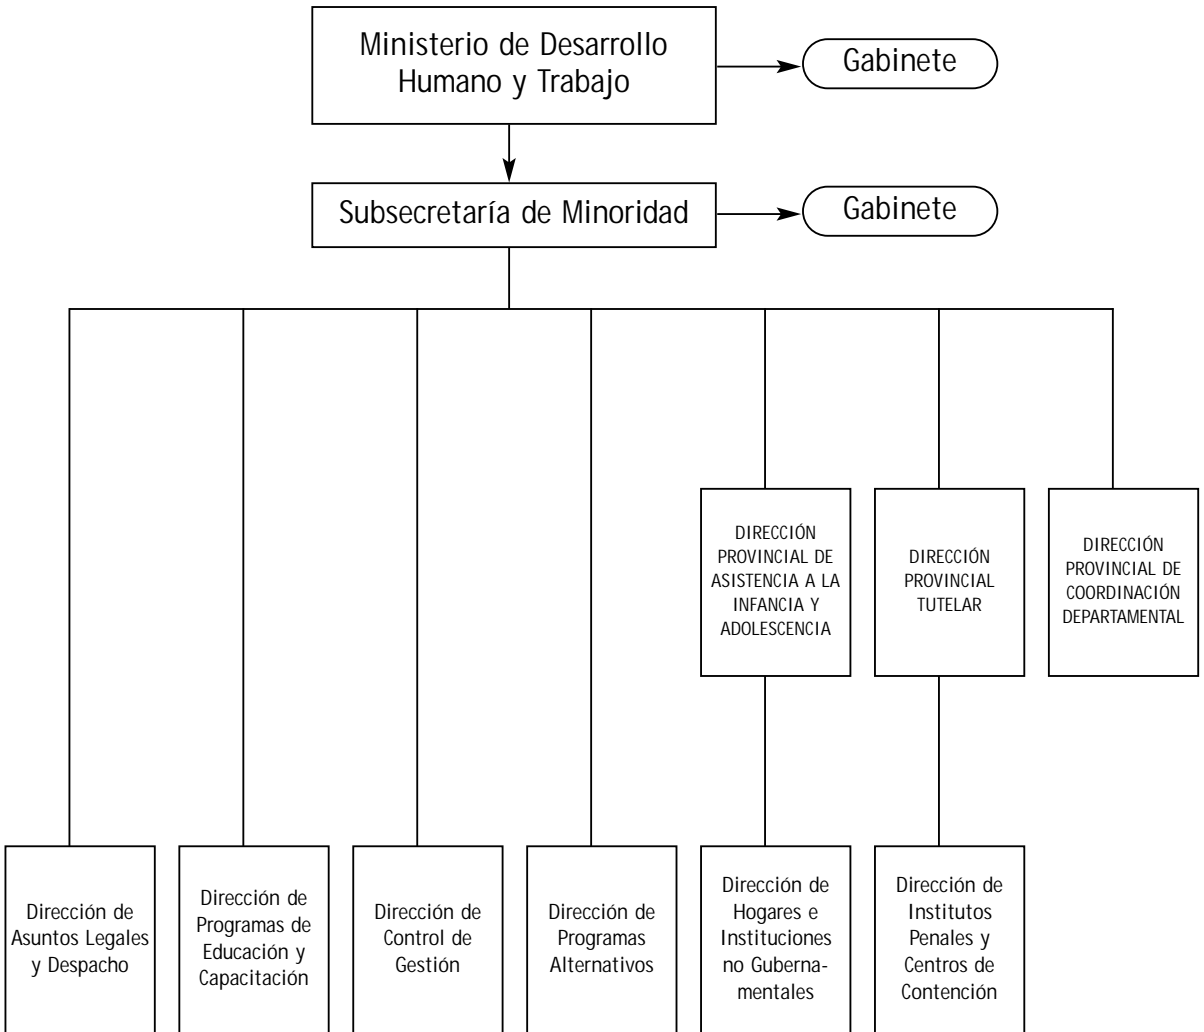 Ministerio de Desarrollo
Humano y Trabajo
Gabinete
Subsecretaría de Minoridad
Gabinete
DIRECCIÓN
PROVINCIAL DE
ASISTENCIA A LA
INFANCIA Y
ADOLESCENCIA
DIRECCIÓN
PROVINCIAL
TUTELAR
DIRECCIÓN
PROVINCIAL DE
COORDINACIÓN
DEPARTAMENTAL
Dirección de
Asuntos Legales
y Despacho
Dirección de
Programas de
Educación y
Capacitación
Dirección de
Control de
Gestión
Dirección de
Programas
Alternativos
Dirección de
Hogares e
Instituciones
no Guberna-
mentales
Dirección de
Institutos
Penales y
Centros de
Contención